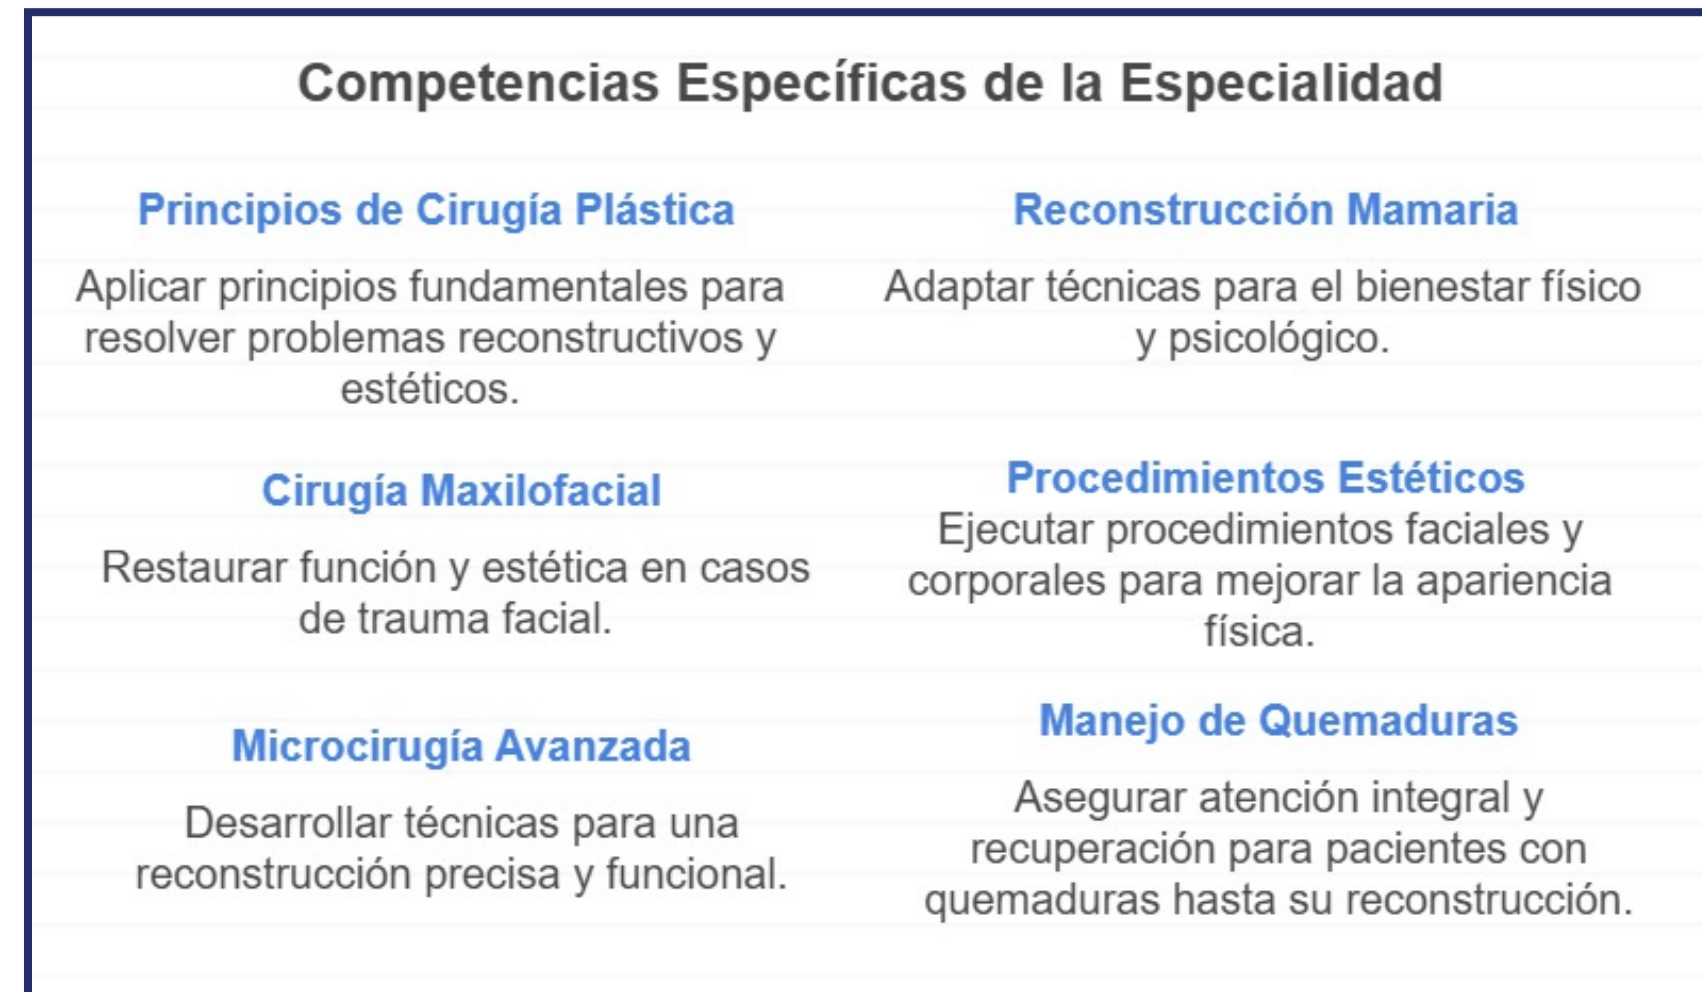 Competencias Específicas de la Especialidad
Principios de Cirugía Plástica
Aplicar principios fundamentales para
resolver problemas reconstructivos y
estéticos.
Cirugía Maxilofacial
Restaurar función y estética en casos
de trauma facial.
Microcirugía Avanzada
Desarrollar técnicas para una
reconstrucción precisa y funcional.
Reconstrucción Mamaria
Adaptar técnicas para el bienestar físico
y psicológico.
Procedimientos Estéticos
Ejecutar procedimientos faciales y
corporales para mejorar la apariencia
física.
Manejo de Quemaduras
Asegurar atención integral y
recuperación para pacientes con
quemaduras hasta su reconstrucción.